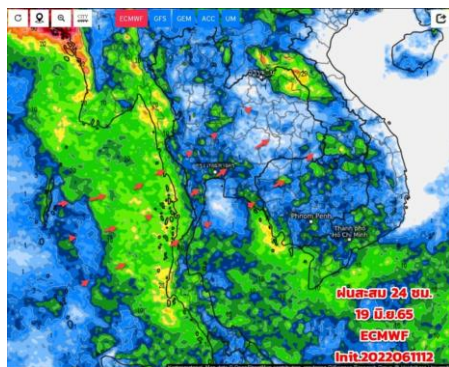 CITY
ECMWF GFS GEM ACC UM
Phnom Penh
Thành phố
Hồ Chí Minh
ฝนสะสม 24 ชม.
19 มิ.ย.65
ECMWF
Init.2022061112